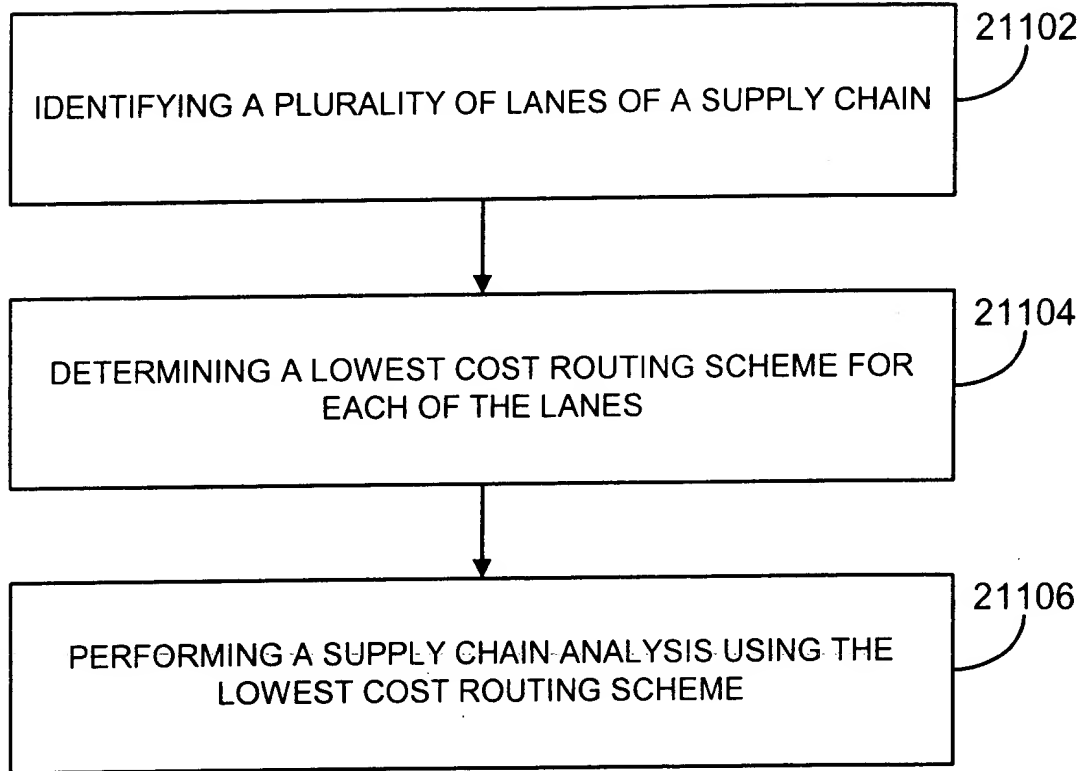 21102
IDENTIFYING A PLURALITY OF LANES OF A SUPPLY CHAIN
21104
DETERMINING A LOWEST COST ROUTING SCHEME FOR
EACH OF THE LANES
21106
PERFORMING A SUPPLY CHAIN ANALYSIS USING THE
LOWEST COST ROUTING SCHEME